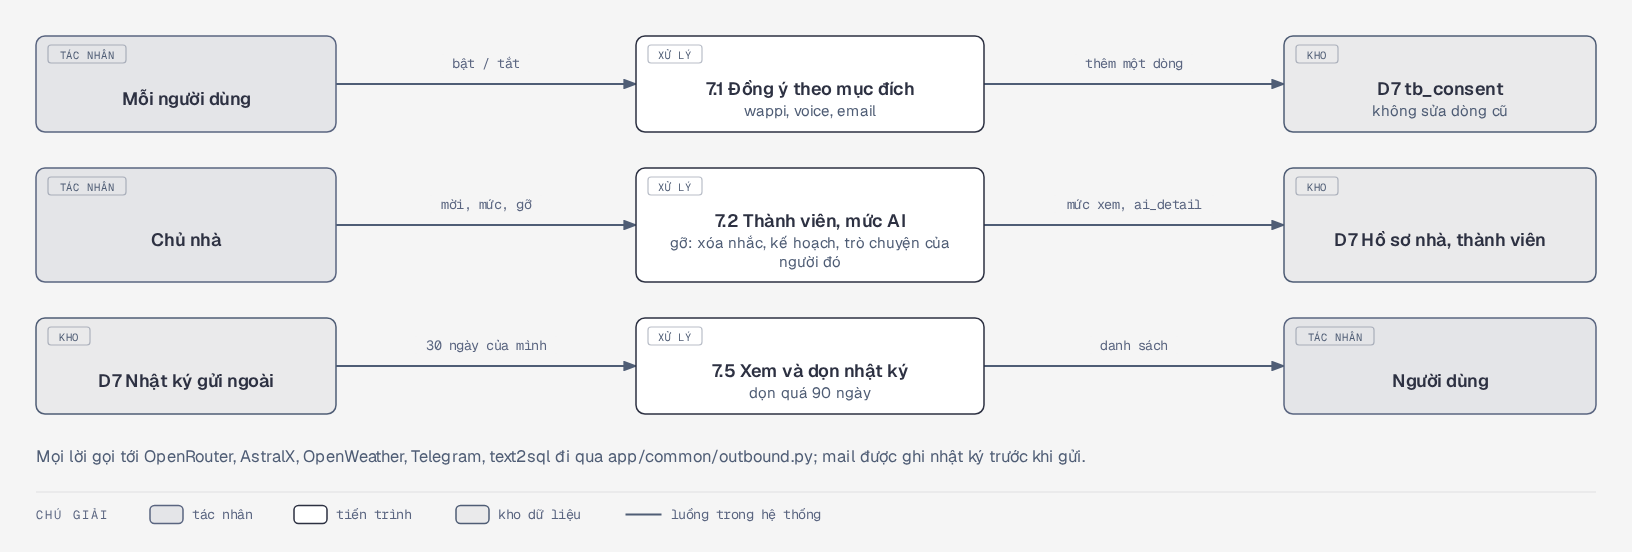 TÁC NHÂN
Mỗi người dùng
bật / tắt
XỬ LÝ
7.1 Đồng ý theo mục đích
wappi, voice, email
thêm một dòng
KHO
D7 tb_consent
không sửa dòng cũ
TÁC NHÂN
Chủ nhà
mời, mức, gỡ
XỬ LÝ
7.2 Thành viên, mức AI
gỡ: xóa nhắc, kế hoạch, trò chuyện của
người đó
mức xem, ai_detail
KHO
D7 Hồ sơ nhà, thành viên
KHO
D7 Nhật ký gửi ngoài
30 ngày của mình
XỬ LÝ
7.5 Xem và dọn nhật ký
dọn quá 90 ngày
danh sách
TÁC NHÂN
Người dùng
Mọi lời gọi tới OpenRouter, AstralX, OpenWeather, Telegram, text2sql đi qua app/common/outbound.py; mail được ghi nhật ký trước khi gửi.
CHÚ GIẢI
tác nhân
tiến trình
kho dữ liệu
luồng trong hệ thống